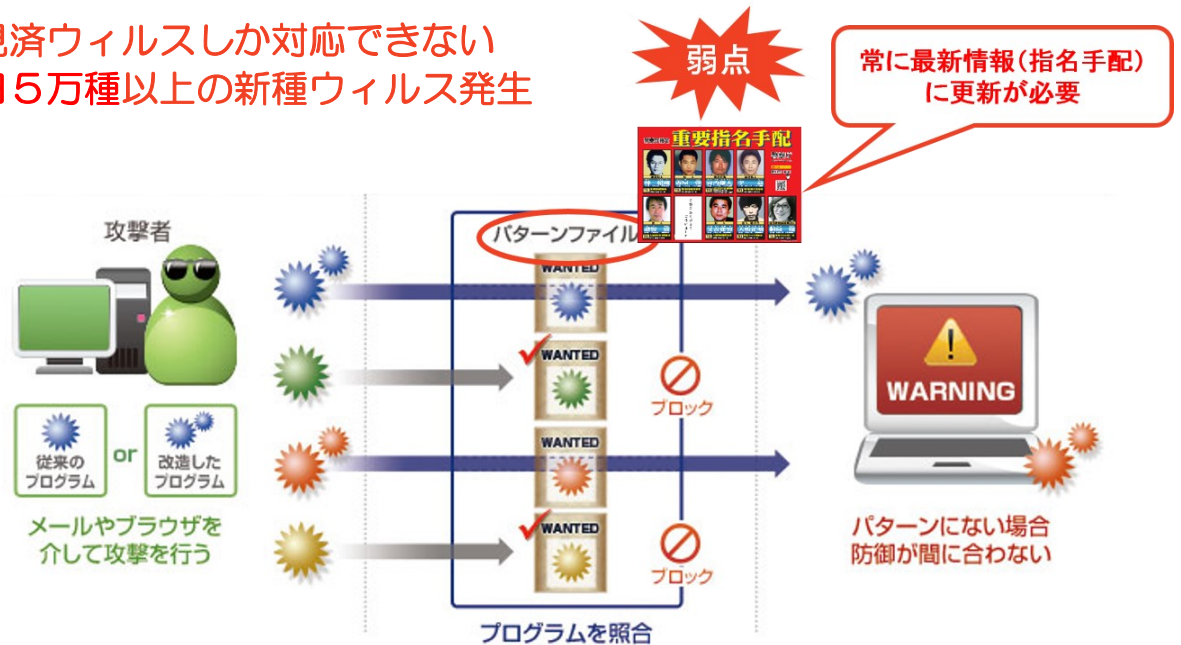 見済ウィルスしか対応できない
日5万種以上の新種ウィルス発生
弱点
常に最新情報(指名手配)
に更新が必要
重要指名手配
攻撃者
パターンファイル
WANTED
WANTED
ブロック
WANTED
WANTED
ブロック
従来の
プログラム
or
改造した
プログラム
WARNING
メールやブラウザを
介して攻撃を行う
パターンにない場合
防御が間に合わない
プログラムを照合